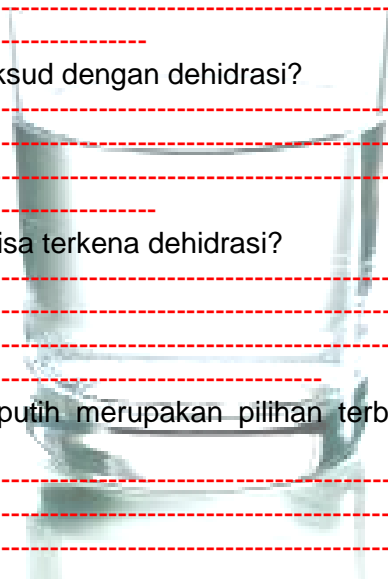 ksud dengan dehidrasi?
isa terkena dehidrasi?
putih merupakan pilihan terb